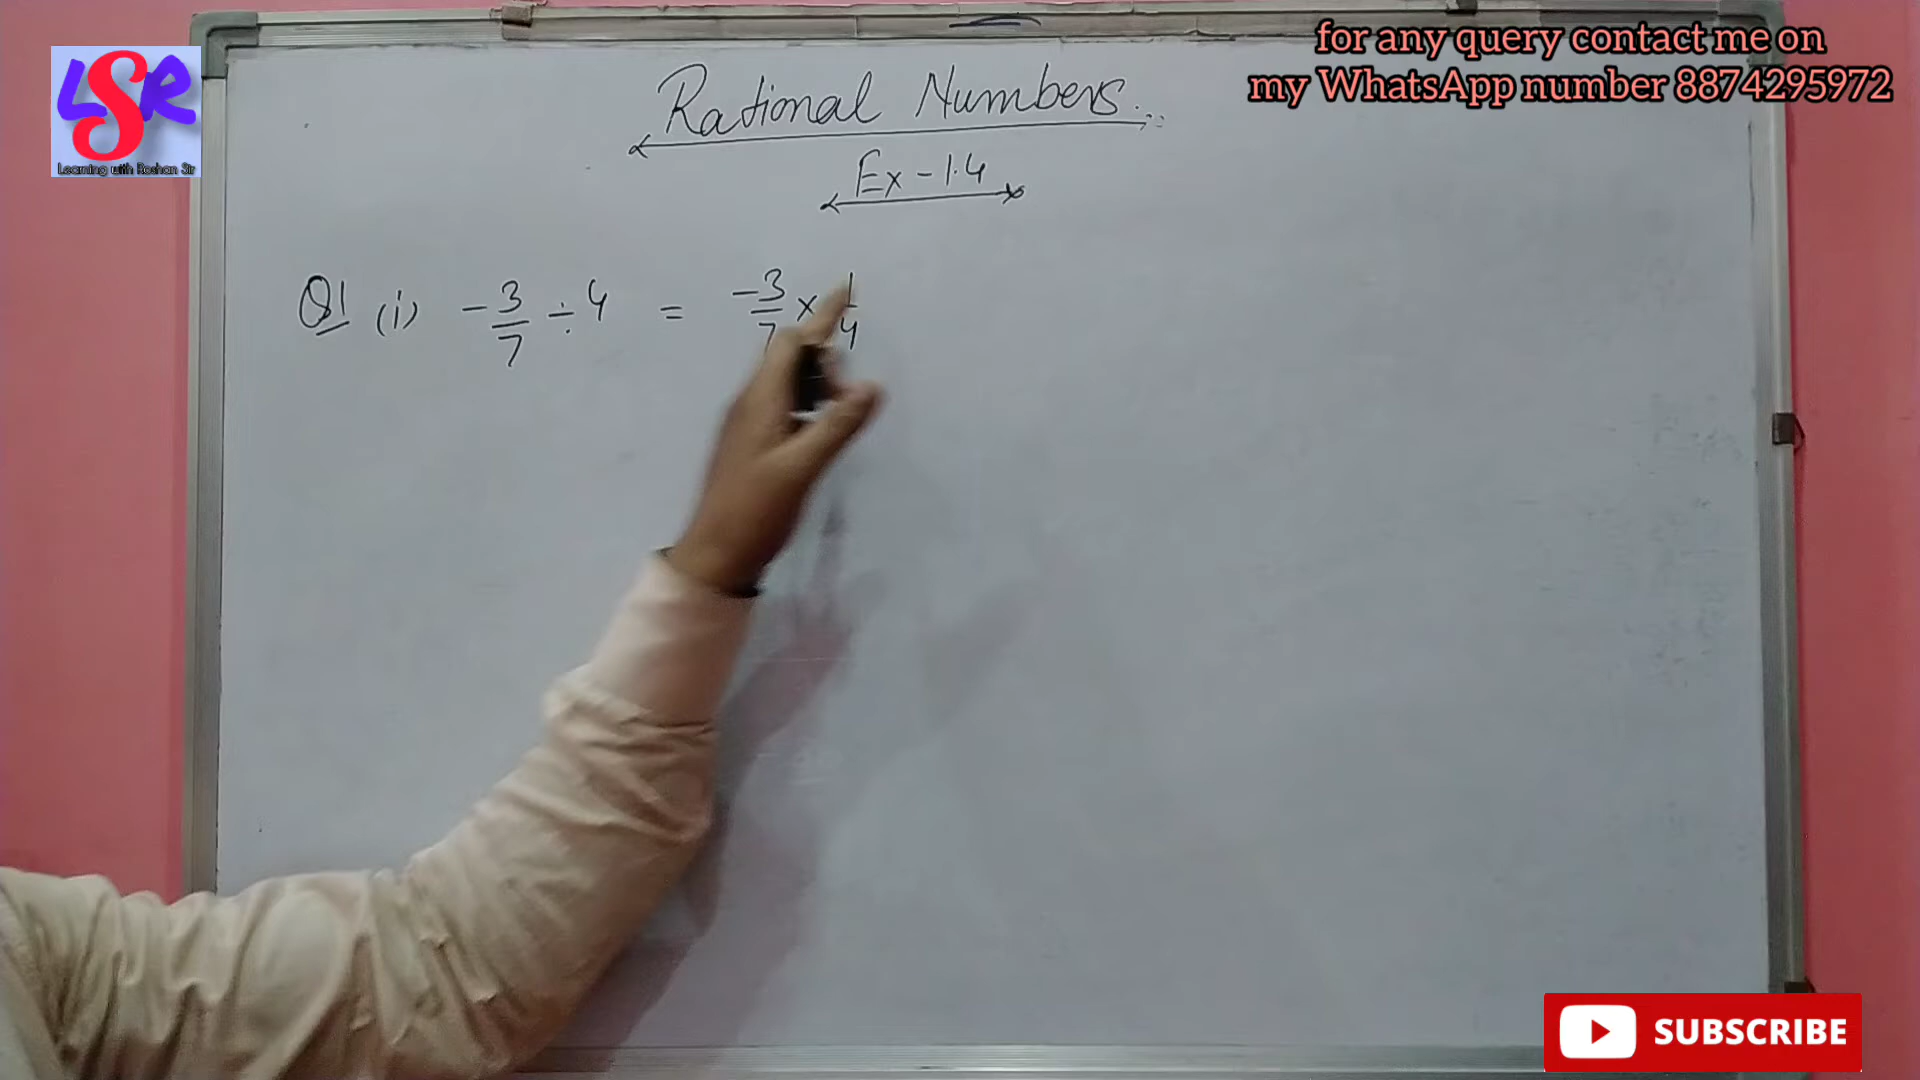 for any query contact me on
my WhatsApp number 8874295972
LSR
Learning with Roshan Sir
Rational Numbers
Ex - 1.4
Q1 (i) -3/7 ÷ 4 = -3/7 × 1/4
SUBSCRIBE